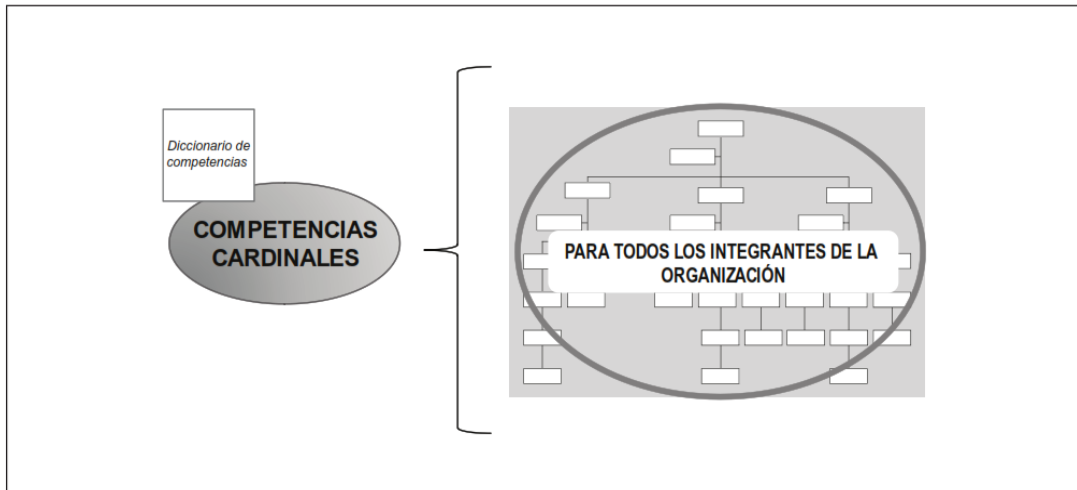 Diccionario de
competencias
COMPETENCIAS
CARDINALES
PARA TODOS LOS INTEGRANTES DE LA
ORGANIZACIÓN